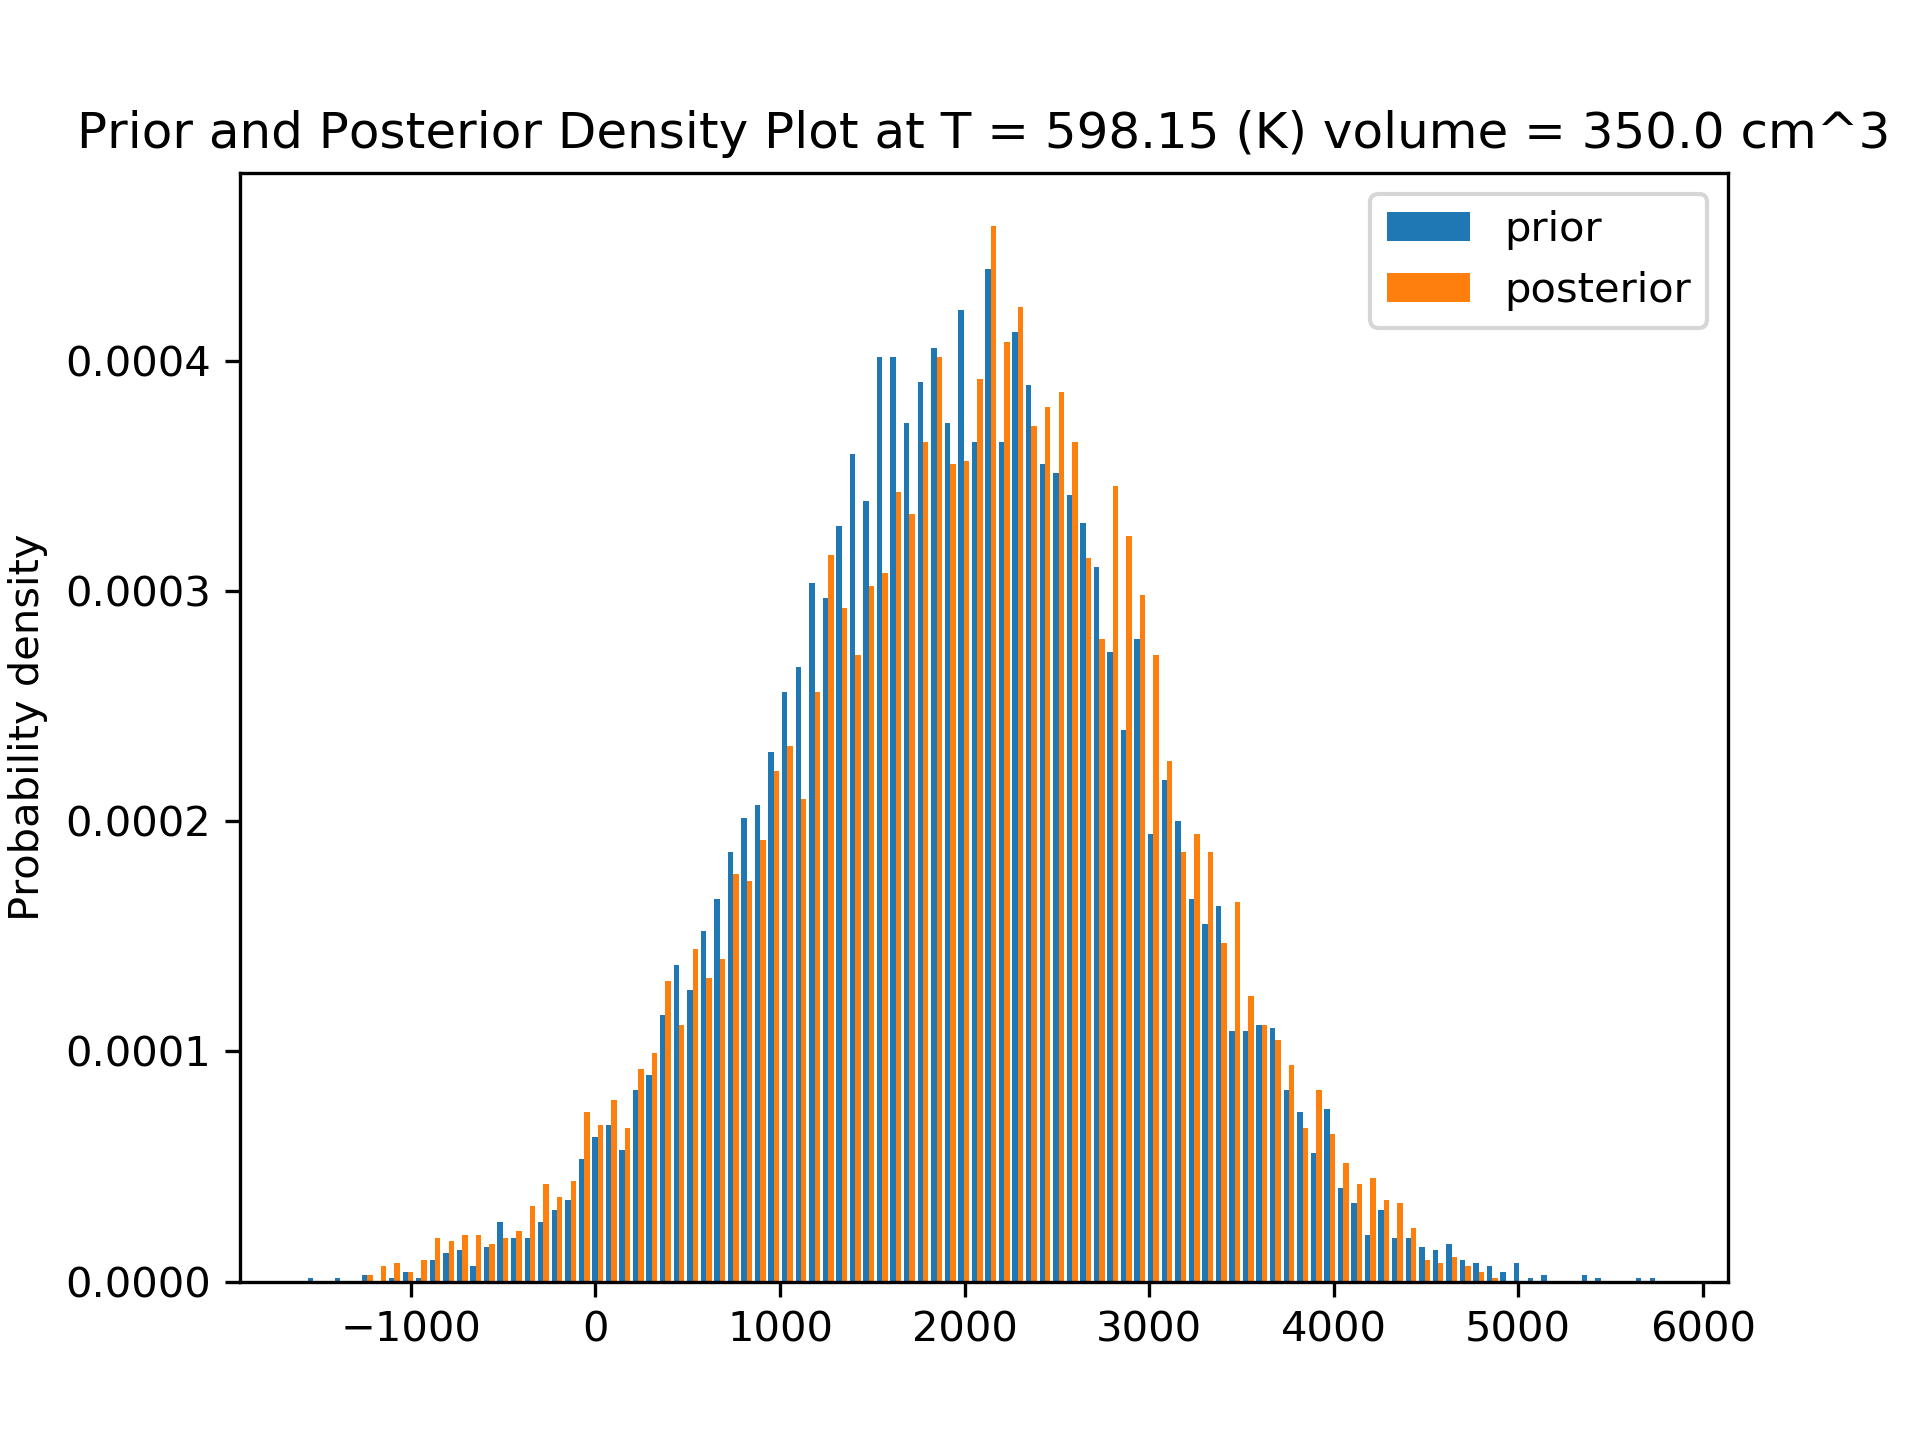 Prior and Posterior Density Plot at T = 598.15 (K) volume = 350.0 cm^3
prior
posterior
Probability density
0.0004
0.0003
0.0002
0.0001
0.0000
−1000 0 1000 2000 3000 4000 5000 6000